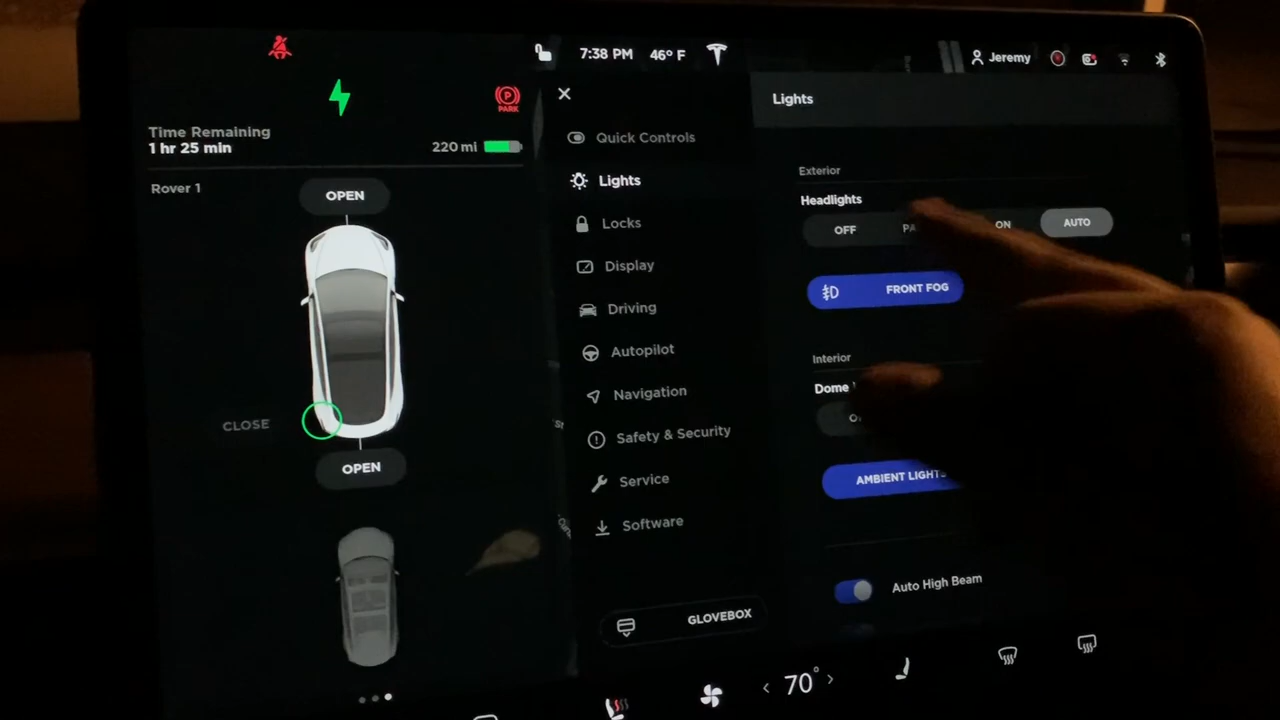 7:38 PM 46° F
Jeremy
PARK
Time Remaining
1 hr 25 min
220 mi
Rover 1
OPEN
CLOSE
OPEN
Quick Controls
Lights
Locks
Display
Driving
Autopilot
Navigation
Safety & Security
Service
Software
GLOVEBOX
Lights
Exterior
Headlights
OFF
ON
AUTO
FRONT FOG
Interior
Dome
AMBIENT LIGHTS
Auto High Beam
70°